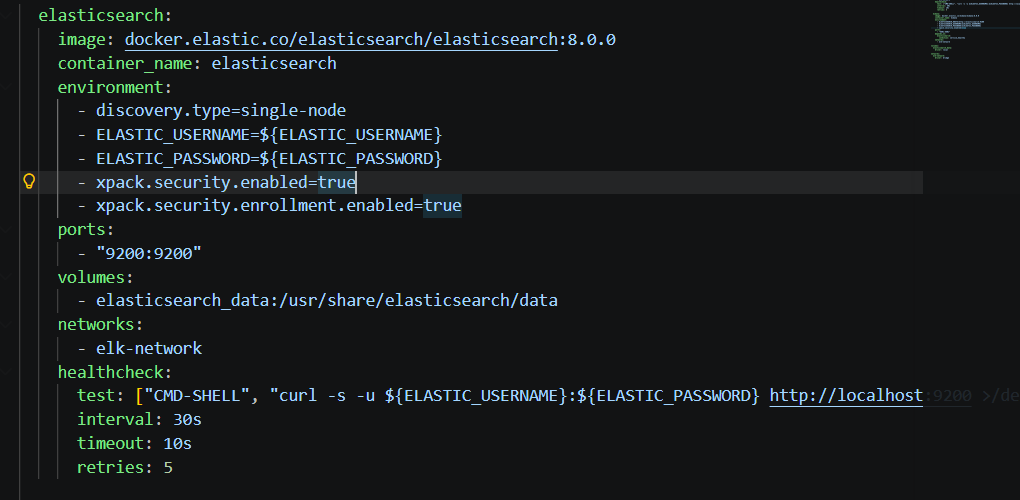 elasticsearch:
image: docker.elastic.co/elasticsearch/elasticsearch:8.0.0
container_name: elasticsearch
environment:
- discovery.type=single-node
- ELASTIC_USERNAME=${ELASTIC_USERNAME}
- ELASTIC_PASSWORD=${ELASTIC_PASSWORD}
- xpack.security.enabled=true
- xpack.security.enrollment.enabled=true
ports:
- "9200:9200"
volumes:
- elasticsearch_data:/usr/share/elasticsearch/data
networks:
- elk-network
healthcheck:
test: ["CMD-SHELL", "curl -s -u ${ELASTIC_USERNAME}:${ELASTIC_PASSWORD} http://localhost:9200 >/de
interval: 30s
timeout: 10s
retries: 5